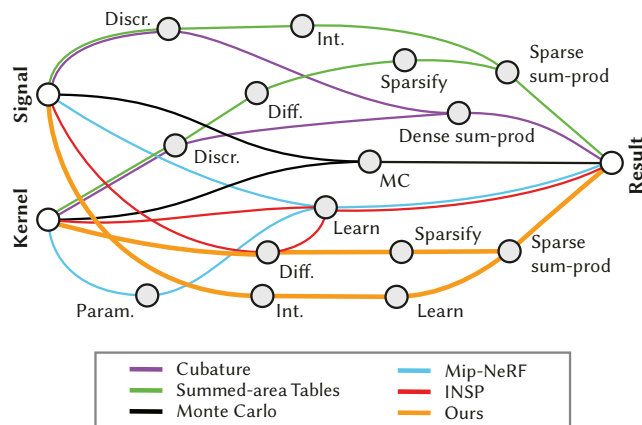 Discr.
Int.
Sparse
sum-prod
Sparsify
Signal
Diff.
Dense sum-prod
Discr.
MC
Result
Kernel
Learn
Sparsify
Sparse
sum-prod
Diff.
Param.
Int.
Learn
Cubature
Summed-area Tables
Monte Carlo
Mip-NeRF
INSP
Ours